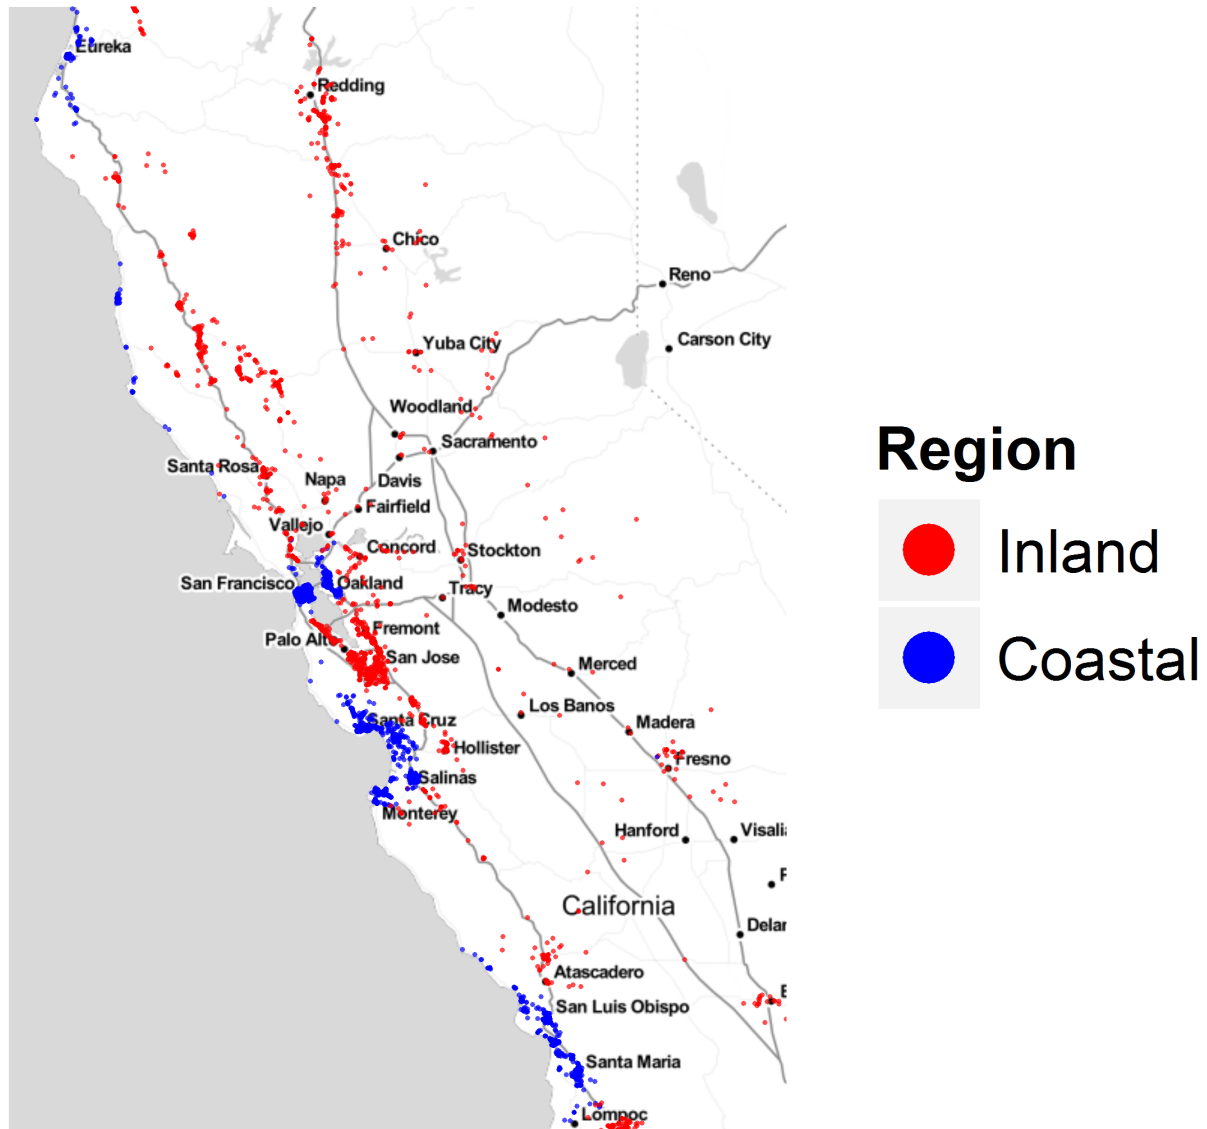 Eureka
Redding
Chico
Reno
Yuba City
Carson City
Woodland
Sacramento
Santa Rosa
Napa
Davis
Fairfield
Vallejo
Concord
Stockton
San Francisco
Oakland
Tracy
Modesto
Palo Alto
Fremont
San Jose
Merced
Los Banos
Santa Cruz
Madera
Hollister
Fresno
Salinas
Monterey
Hanford
Visalia
P
California
Delan
Atascadero
B
San Luis Obispo
Santa Maria
Lompoc
Region
Inland
Coastal